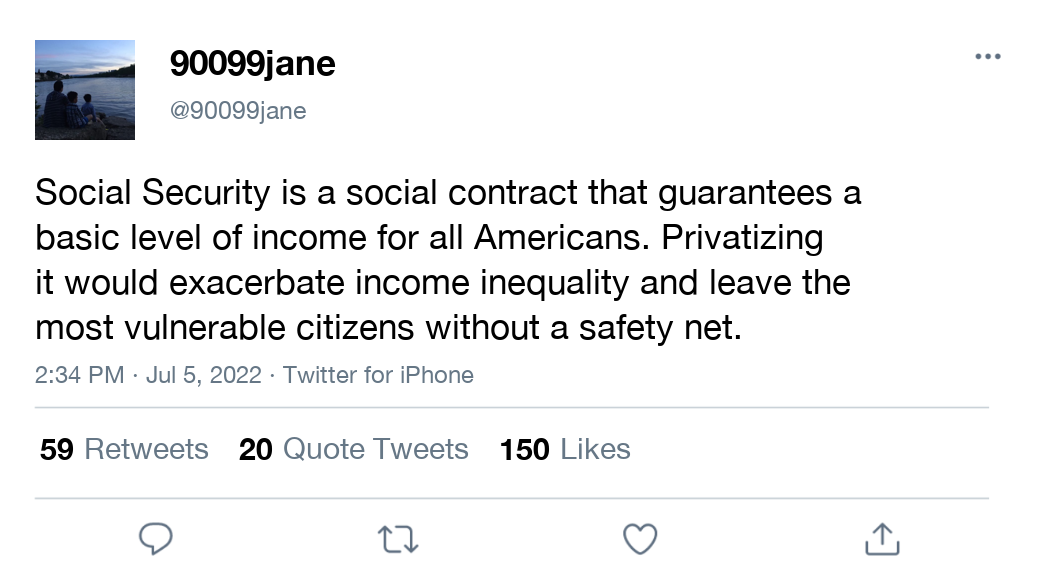 90099jane
@90099jane
Social Security is a social contract that guarantees a
basic level of income for all Americans. Privatizing
it would exacerbate income inequality and leave the
most vulnerable citizens without a safety net.
2:34 PM · Jul 5, 2022 · Twitter for iPhone
59 Retweets 20 Quote Tweets 150 Likes